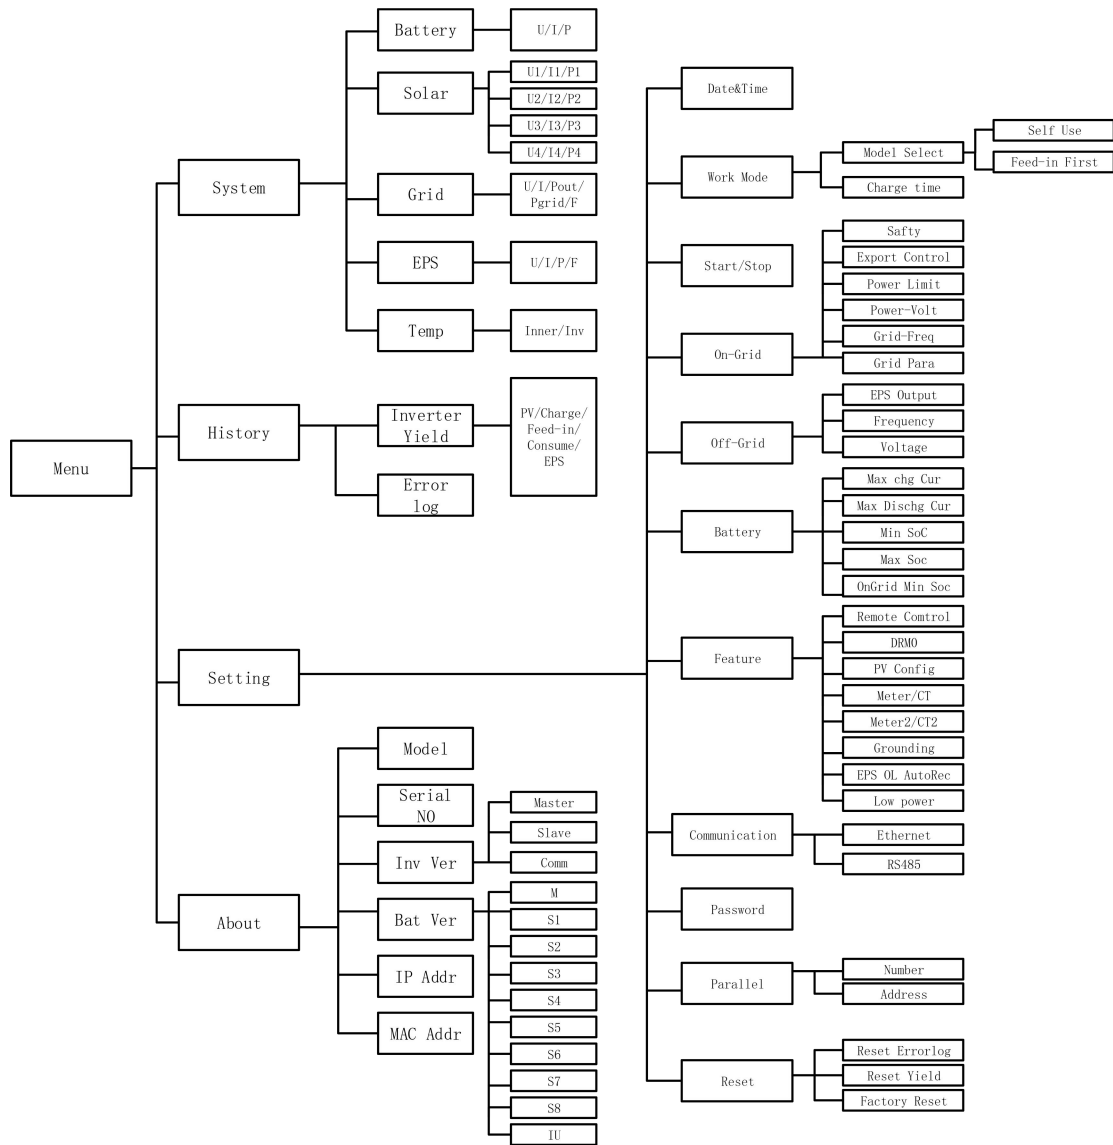 Menu
System
Battery
U/I/P
Solar
U1/I1/P1
U2/I2/P2
U3/I3/P3
U4/I4/P4
Grid
U/I/Pout/
Pgrid/F
EPS
U/I/P/F
Temp
Inner/Inv
History
Inverter
Yield
PV/Charge/
Feed-in/
Consume/
EPS
Error
log
Setting
Date&Time
Work Mode
Model Select
Self Use
Feed-in First
Charge time
Start/Stop
On-Grid
Safty
Export Control
Power Limit
Power-Volt
Grid-Freq
Grid Para
Off-Grid
EPS Output
Frequency
Voltage
Battery
Max chg Cur
Max Dischg Cur
Min SoC
Max Soc
OnGrid Min Soc
Feature
Remote Comtrol
DRM0
PV Config
Meter/CT
Meter2/CT2
Grounding
EPS OL AutoRec
Low power
Communication
Ethernet
RS485
Password
Parallel
Number
Address
Reset
Reset Errorlog
Reset Yield
Factory Reset
About
Model
Serial
NO
Inv Ver
Master
Slave
Comm
Bat Ver
M
S1
S2
S3
S4
S5
S6
S7
S8
IU
IP Addr
MAC Addr